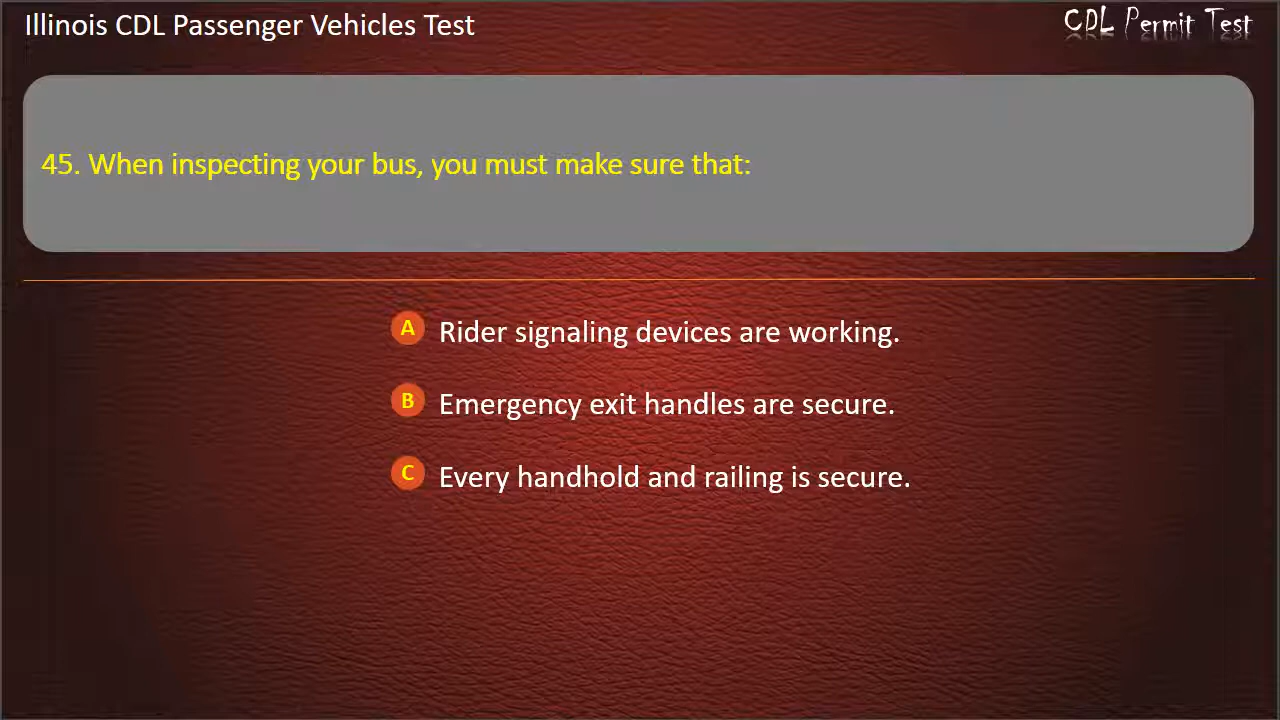 Illinois CDL Passenger Vehicles Test
CDL Permit Test
45. When inspecting your bus, you must make sure that:
A Rider signaling devices are working.
B Emergency exit handles are secure.
C Every handhold and railing is secure.